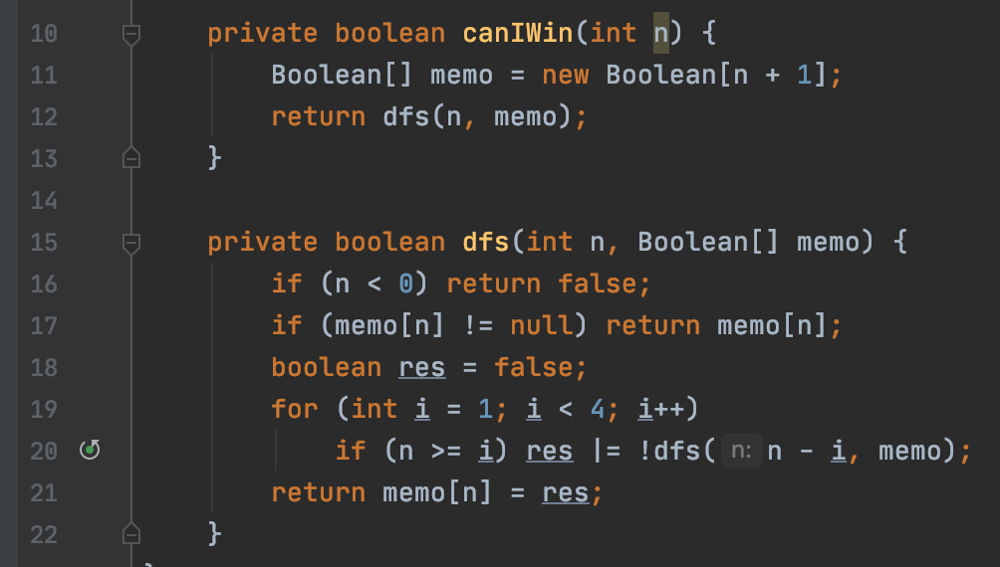 10 private boolean canIWin(int n) {
11 Boolean[] memo = new Boolean[n + 1];
12 return dfs(n, memo);
13 }
14
15 private boolean dfs(int n, Boolean[] memo) {
16 if (n < 0) return false;
17 if (memo[n] != null) return memo[n];
18 boolean res = false;
19 for (int i = 1; i < 4; i++)
20 if (n >= i) res |= !dfs( n: n - i, memo);
21 return memo[n] = res;
22 }